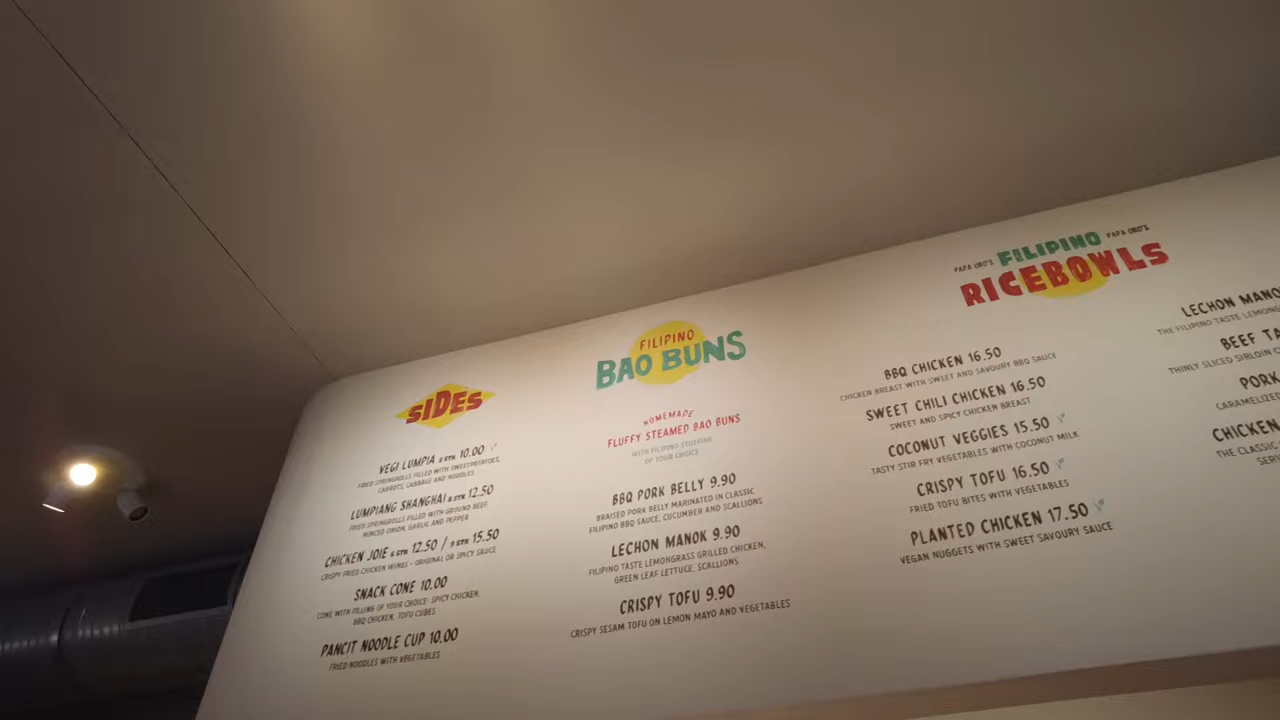 SIDES
VEGI LUMPIA 8 STK 10.00
FRIED SPRINGROLLS FILLED WITH SWEETPOTATOES,
CARROTS, CABBAGE AND NOODLES
LUMPIANG SHANGHAI 8 STK 12.50
FRIED SPRINGROLLS FILLED WITH GROUND BEEF,
MINCED ONION, GARLIC AND PEPPER
CHICKEN JOIE 6 STK 12.50 / 9 STK 15.50
CRISPY FRIED CHICKEN WINGS - ORIGINAL OR SPICY SAUCE
SNACK CONE 10.00
CONE WITH FILLING OF YOUR CHOICE: SPICY CHICKEN,
BBQ CHICKEN, TOFU CUBES
PANCIT NOODLE CUP 10.00
FRIED NOODLES WITH VEGETABLES
FILIPINO
BAO BUNS
HOMEMADE
FLUFFY STEAMED BAO BUNS
WITH FILIPINO STUFFING
OF YOUR CHOICE
BBQ PORK BELLY 9.90
BRAISED PORK BELLY MARINATED IN CLASSIC
FILIPINO BBQ SAUCE, CUCUMBER AND SCALLIONS
LECHON MANOK 9.90
FILIPINO TASTE LEMONGRASS GRILLED CHICKEN,
GREEN LEAF LETTUCE, SCALLIONS
CRISPY TOFU 9.90
CRISPY SESAM TOFU ON LEMON MAYO AND VEGETABLES
PAPA ORO'S FILIPINO PAPA ORO'S
RICEBOWLS
BBQ CHICKEN 16.50
CHICKEN BREAST WITH SWEET AND SAVOURY BBQ SAUCE
SWEET CHILI CHICKEN 16.50
SWEET AND SPICY CHICKEN BREAST
COCONUT VEGGIES 15.50
TASTY STIR FRY VEGETABLES WITH COCONUT MILK
CRISPY TOFU 16.50
FRIED TOFU BITES WITH VEGETABLES
PLANTED CHICKEN 17.50
VEGAN NUGGETS WITH SWEET SAVOURY SAUCE
LECHON MANO
THE FILIPINO TASTE LEMONG
BEEF TA
THINLY SLICED SIRLOIN
PORK
CARAMELIZED
CHICKEN
THE CLASSIC
SER